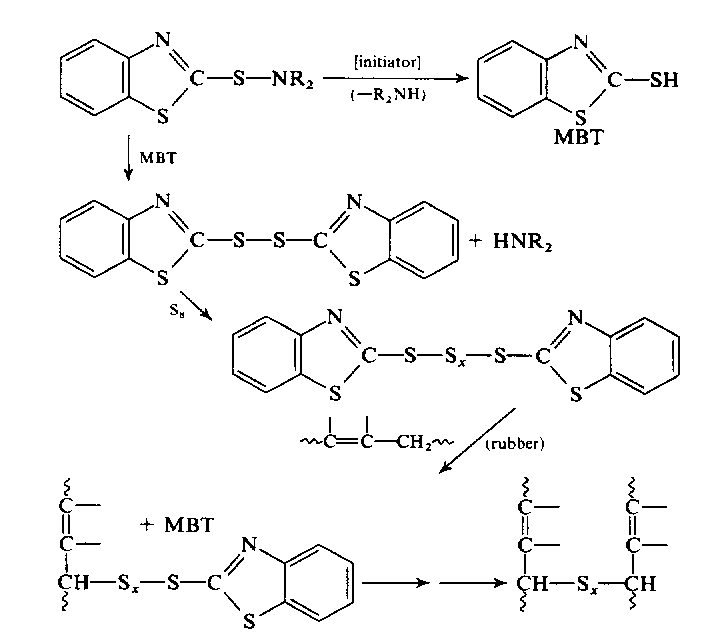 N N
C—S—NR₂ [initiator] C—SH
(—R₂NH)
S S
MBT
MBT
N N
C—S—S—C + HNR₂
S S
S₈
N N
C—S—Sₓ—S—C
S S
C=C—CH₂ (rubber)
C— C— C—
+ MBT
C— N C— C—
CH—Sₓ—S—C CH—Sₓ—CH
S